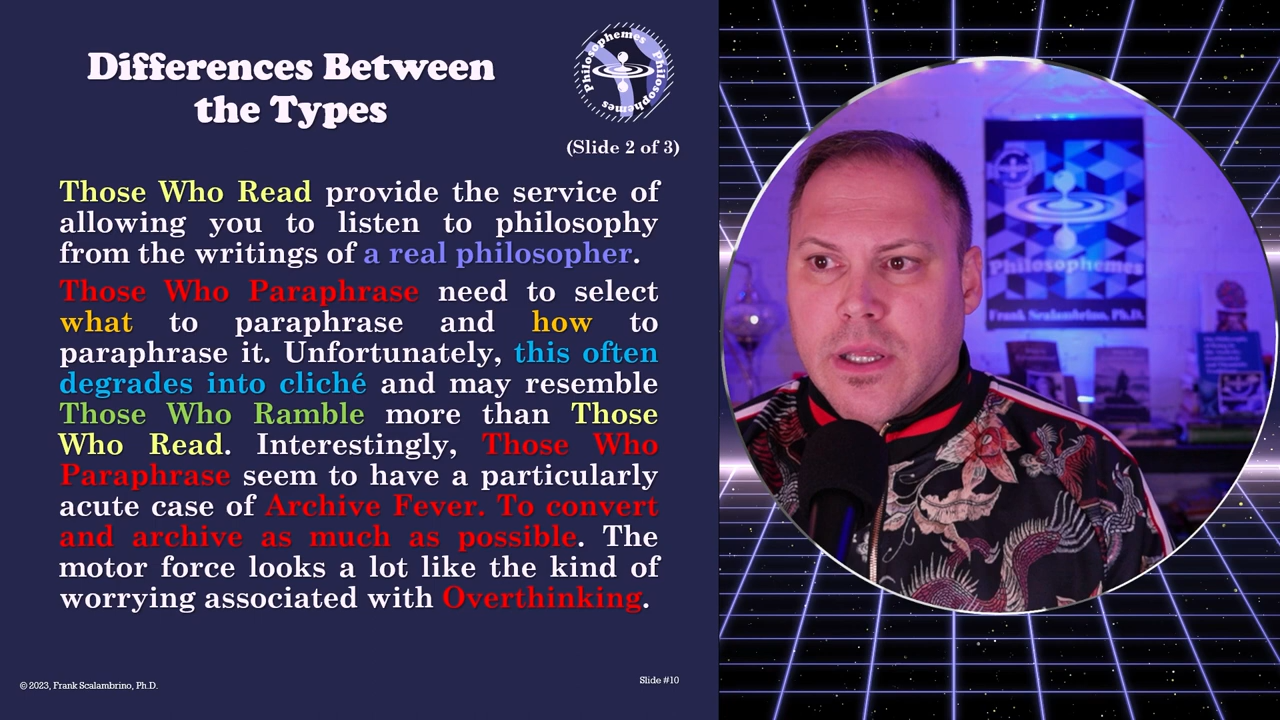 Differences Between
the Types
Philosophemes Philosophemes Philosophemes
(Slide 2 of 3)
Those Who Read provide the service of
allowing you to listen to philosophy
from the writings of a real philosopher.
Those Who Paraphrase need to select
what to paraphrase and how to
paraphrase it. Unfortunately, this often
degrades into cliché and may resemble
Those Who Ramble more than Those
Who Read. Interestingly, Those Who
Paraphrase seem to have a particularly
acute case of Archive Fever. To convert
and archive as much as possible. The
motor force looks a lot like the kind of
worrying associated with Overthinking.
© 2023, Frank Scalambrino, Ph.D.
Slide #10
Philosophemes
Frank Scalambrino, Ph.D.